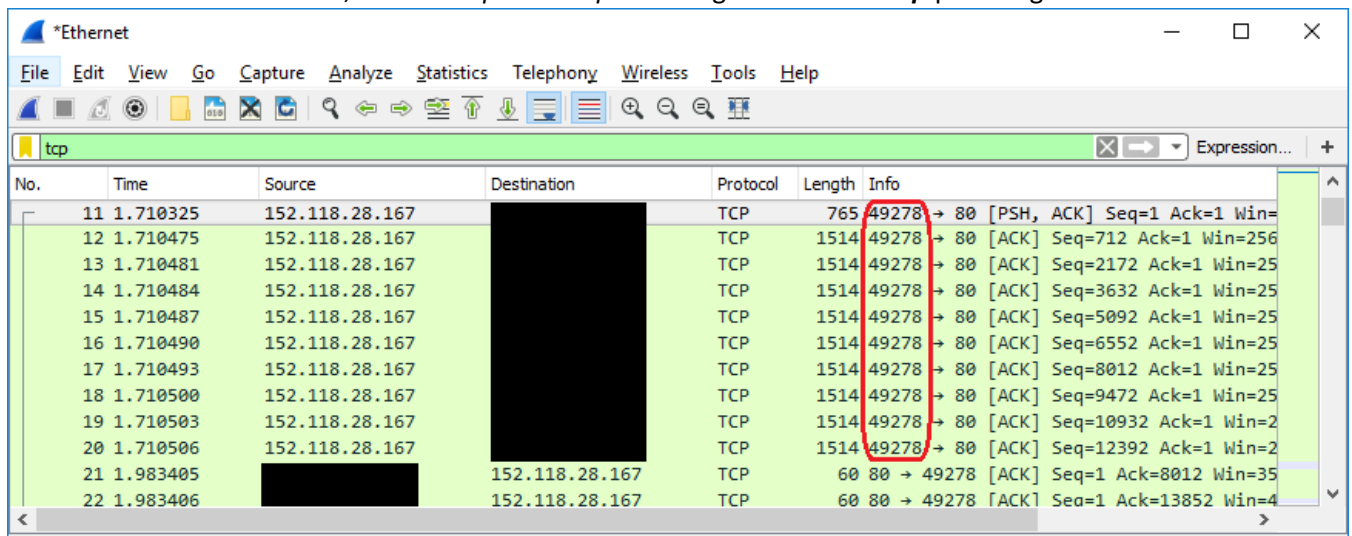 *Ethernet
File Edit View Go Capture Analyze Statistics Telephony Wireless Tools Help
tcp Expression... +
No. Time Source Destination Protocol Length Info
11 1.710325 152.118.28.167 TCP 765 49278 → 80 [PSH, ACK] Seq=1 Ack=1 Win=
12 1.710475 152.118.28.167 TCP 1514 49278 → 80 [ACK] Seq=712 Ack=1 Win=256
13 1.710481 152.118.28.167 TCP 1514 49278 → 80 [ACK] Seq=2172 Ack=1 Win=25
14 1.710484 152.118.28.167 TCP 1514 49278 → 80 [ACK] Seq=3632 Ack=1 Win=25
15 1.710487 152.118.28.167 TCP 1514 49278 → 80 [ACK] Seq=5092 Ack=1 Win=25
16 1.710490 152.118.28.167 TCP 1514 49278 → 80 [ACK] Seq=6552 Ack=1 Win=25
17 1.710493 152.118.28.167 TCP 1514 49278 → 80 [ACK] Seq=8012 Ack=1 Win=25
18 1.710500 152.118.28.167 TCP 1514 49278 → 80 [ACK] Seq=9472 Ack=1 Win=25
19 1.710503 152.118.28.167 TCP 1514 49278 → 80 [ACK] Seq=10932 Ack=1 Win=2
20 1.710506 152.118.28.167 TCP 1514 49278 → 80 [ACK] Seq=12392 Ack=1 Win=2
21 1.983405 152.118.28.167 TCP 60 80 → 49278 [ACK] Seq=1 Ack=8012 Win=35
22 1.983406 152.118.28.167 TCP 60 80 → 49278 [ACK] Seq=1 Ack=13852 Win=4